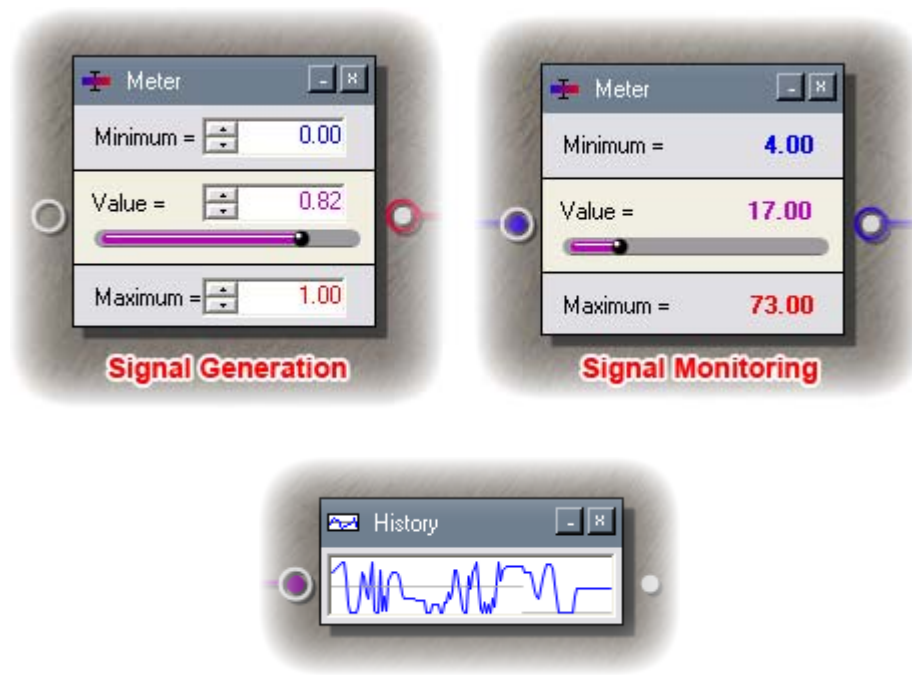 Meter
Minimum = 0.00
Value = 0.82
Maximum = 1.00
Signal Generation
Meter
Minimum = 4.00
Value = 17.00
Maximum = 73.00
Signal Monitoring
History